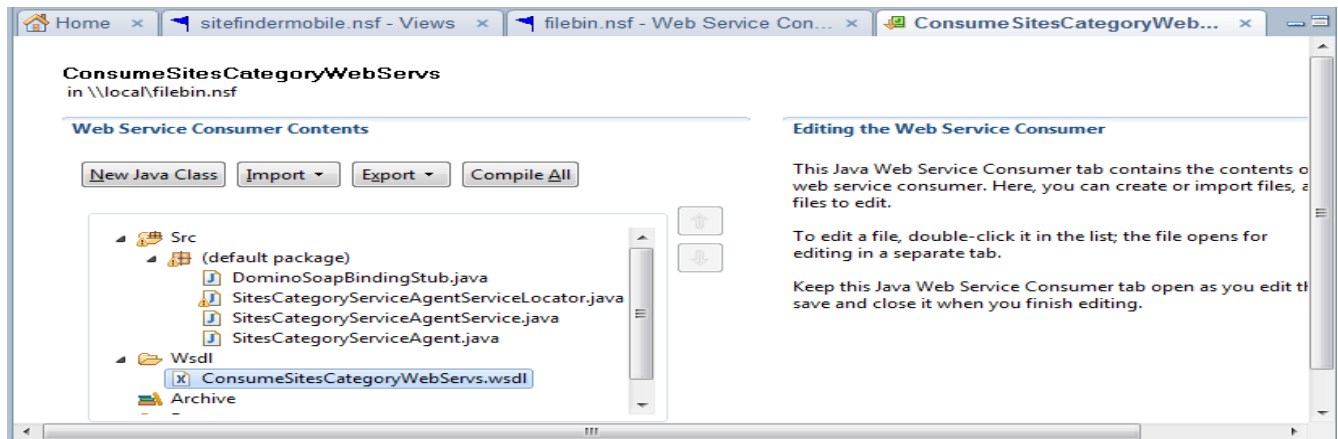 Home
sitefindermobile.nsf - Views
filebin.nsf - Web Service Con...
ConsumeSitesCategoryWeb...
ConsumeSitesCategoryWebServs
in \\local\filebin.nsf
Web Service Consumer Contents
New Java Class
Import
Export
Compile All
Src
(default package)
DominoSoapBindingStub.java
SitesCategoryServiceAgentServiceLocator.java
SitesCategoryServiceAgentService.java
SitesCategoryServiceAgent.java
Wsdl
ConsumeSitesCategoryWebServs.wsdl
Archive
Editing the Web Service Consumer
This Java Web Service Consumer tab contains the contents o
web service consumer. Here, you can create or import files, a
files to edit.
To edit a file, double-click it in the list; the file opens for
editing in a separate tab.
Keep this Java Web Service Consumer tab open as you edit th
save and close it when you finish editing.